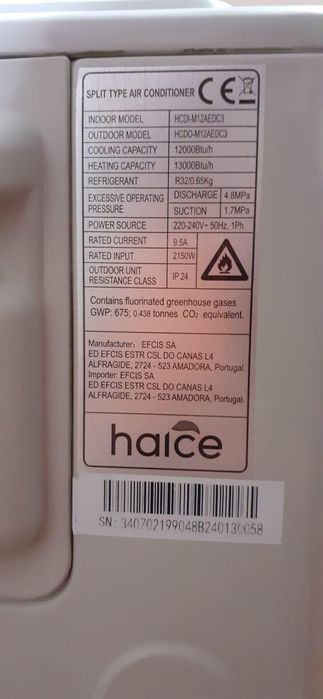 SPLIT TYPE AIR CONDITIONER CE
INDOOR MODEL HCDI-M12AEDC3
OUTDOOR MODEL HCDO-M12AEDC3
COOLING CAPACITY 12000Btu/h
HEATING CAPACITY 13000Btu/h
REFRIGERANT R32/0.65Kg
EXCESSIVE OPERATING PRESSURE DISCHARGE 4.8MPa
SUCTION 1.7MPa
POWER SOURCE 220-240V~ 50Hz, 1Ph
RATED CURRENT 9.5A
RATED INPUT 2150W
OUTDOOR UNIT
RESISTANCE CLASS IP 24
Contains fluorinated greenhouse gases
GWP: 675; 0.438 tonnes CO₂ equivalent.
Manufacturer: EFCIS SA
ED EFCIS ESTR CSL DO CANAS L4
ALFRAGIDE, 2724 - 523 AMADORA, Portugal.
Importer: EFCIS SA
ED EFCIS ESTR CSL DO CANAS L4
ALFRAGIDE, 2724 - 523 AMADORA, Portugal.
haice
SN: 340702199048B240130058